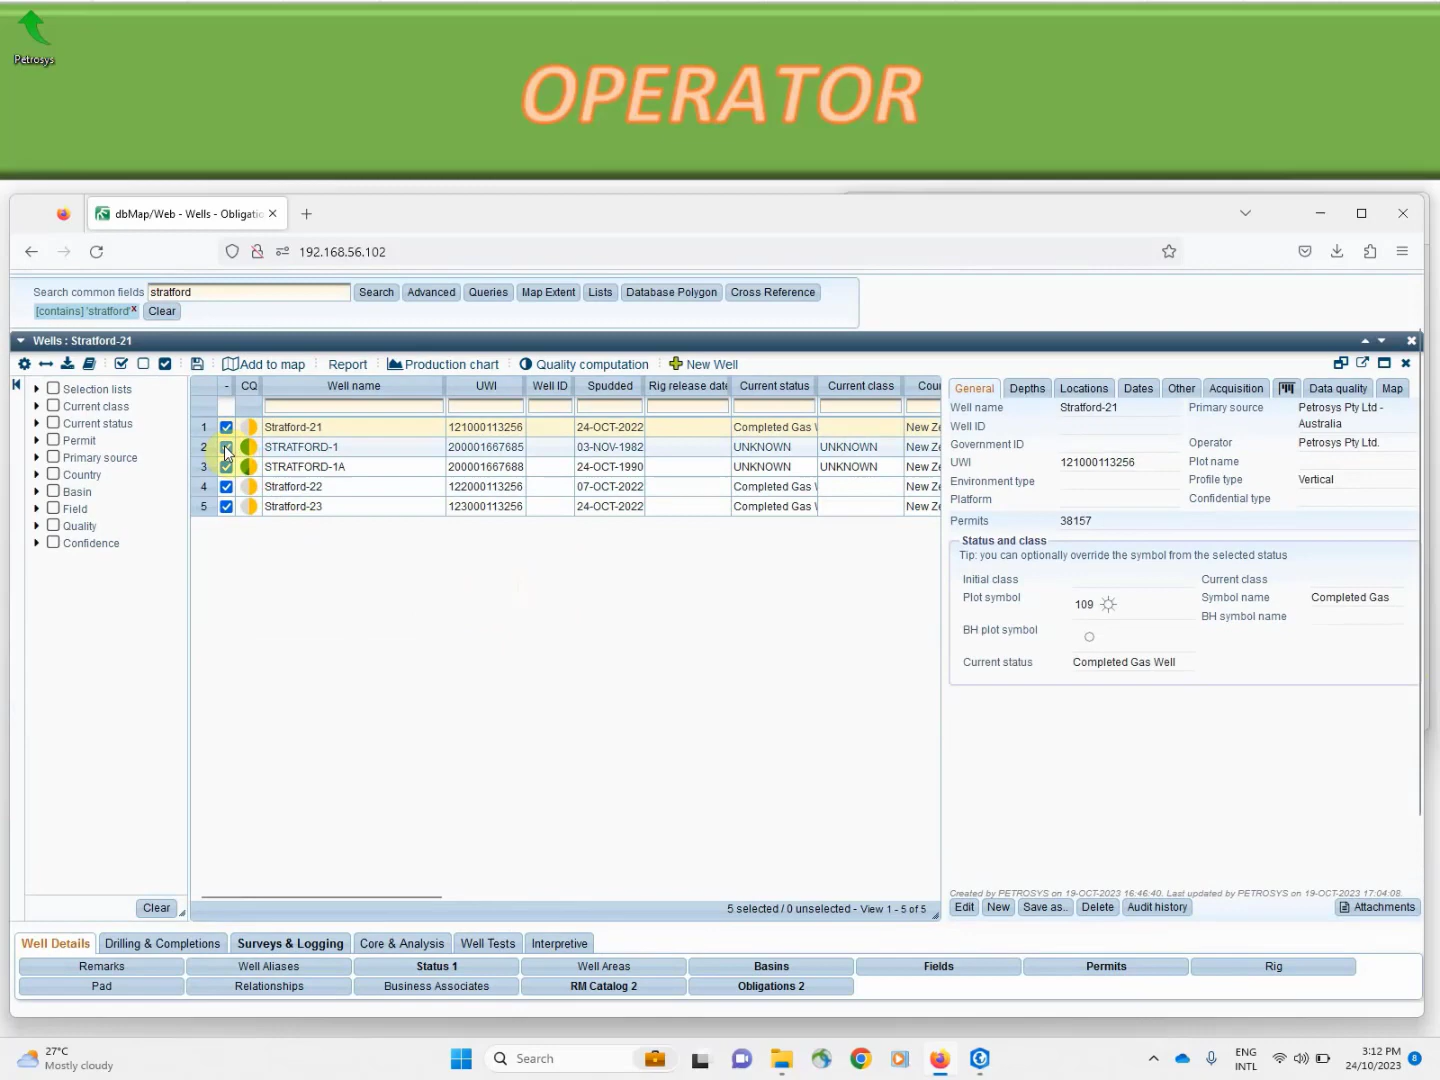 Petrosys
OPERATOR
dbMap/Web - Wells - Obligatio
192.168.56.102
Search common fields stratford Search Advanced Queries Map Extent Lists Database Polygon Cross Reference
[contains] 'stratford' x Clear
Wells : Stratford-21
Add to map Report Production chart Quality computation New Well
Selection lists
Current class
Current status
Permit
Primary source
Country
Basin
Field
Quality
Confidence
Clear
- CQ Well name UWI Well ID Spudded Rig release date Current status Current class Cou
1 Stratford-21 121000113256 24-OCT-2022 Completed Gas New Ze
2 STRATFORD-1 200001667685 03-NOV-1982 UNKNOWN UNKNOWN New Ze
3 STRATFORD-1A 200001667688 24-OCT-1990 UNKNOWN UNKNOWN New Ze
4 Stratford-22 122000113256 07-OCT-2022 Completed Gas New Ze
5 Stratford-23 123000113256 24-OCT-2022 Completed Gas New Ze
5 selected / 0 unselected - View 1 - 5 of 5
General Depths Locations Dates Other Acquisition Data quality Map
Well name Stratford-21 Primary source Petrosys Pty Ltd -
Australia
Well ID
Government ID Operator Petrosys Pty Ltd.
UWI 121000113256 Plot name
Environment type Profile type Vertical
Platform Confidential type
Permits 38157
Status and class
Tip: you can optionally override the symbol from the selected status
Initial class Current class
Plot symbol 109 Symbol name Completed Gas
BH symbol name
BH plot symbol
Current status Completed Gas Well
Created by PETROSYS on 19-OCT-2023 16:46:40. Last updated by PETROSYS on 19-OCT-2023 17:04:08.
Edit New Save as.. Delete Audit history Attachments
Well Details Drilling & Completions Surveys & Logging Core & Analysis Well Tests Interpretive
Remarks Well Aliases Status 1 Well Areas Basins Fields Permits Rig
Pad Relationships Business Associates RM Catalog 2 Obligations 2
27°C
Mostly cloudy
Search
ENG
INTL
3:12 PM
24/10/2023
8